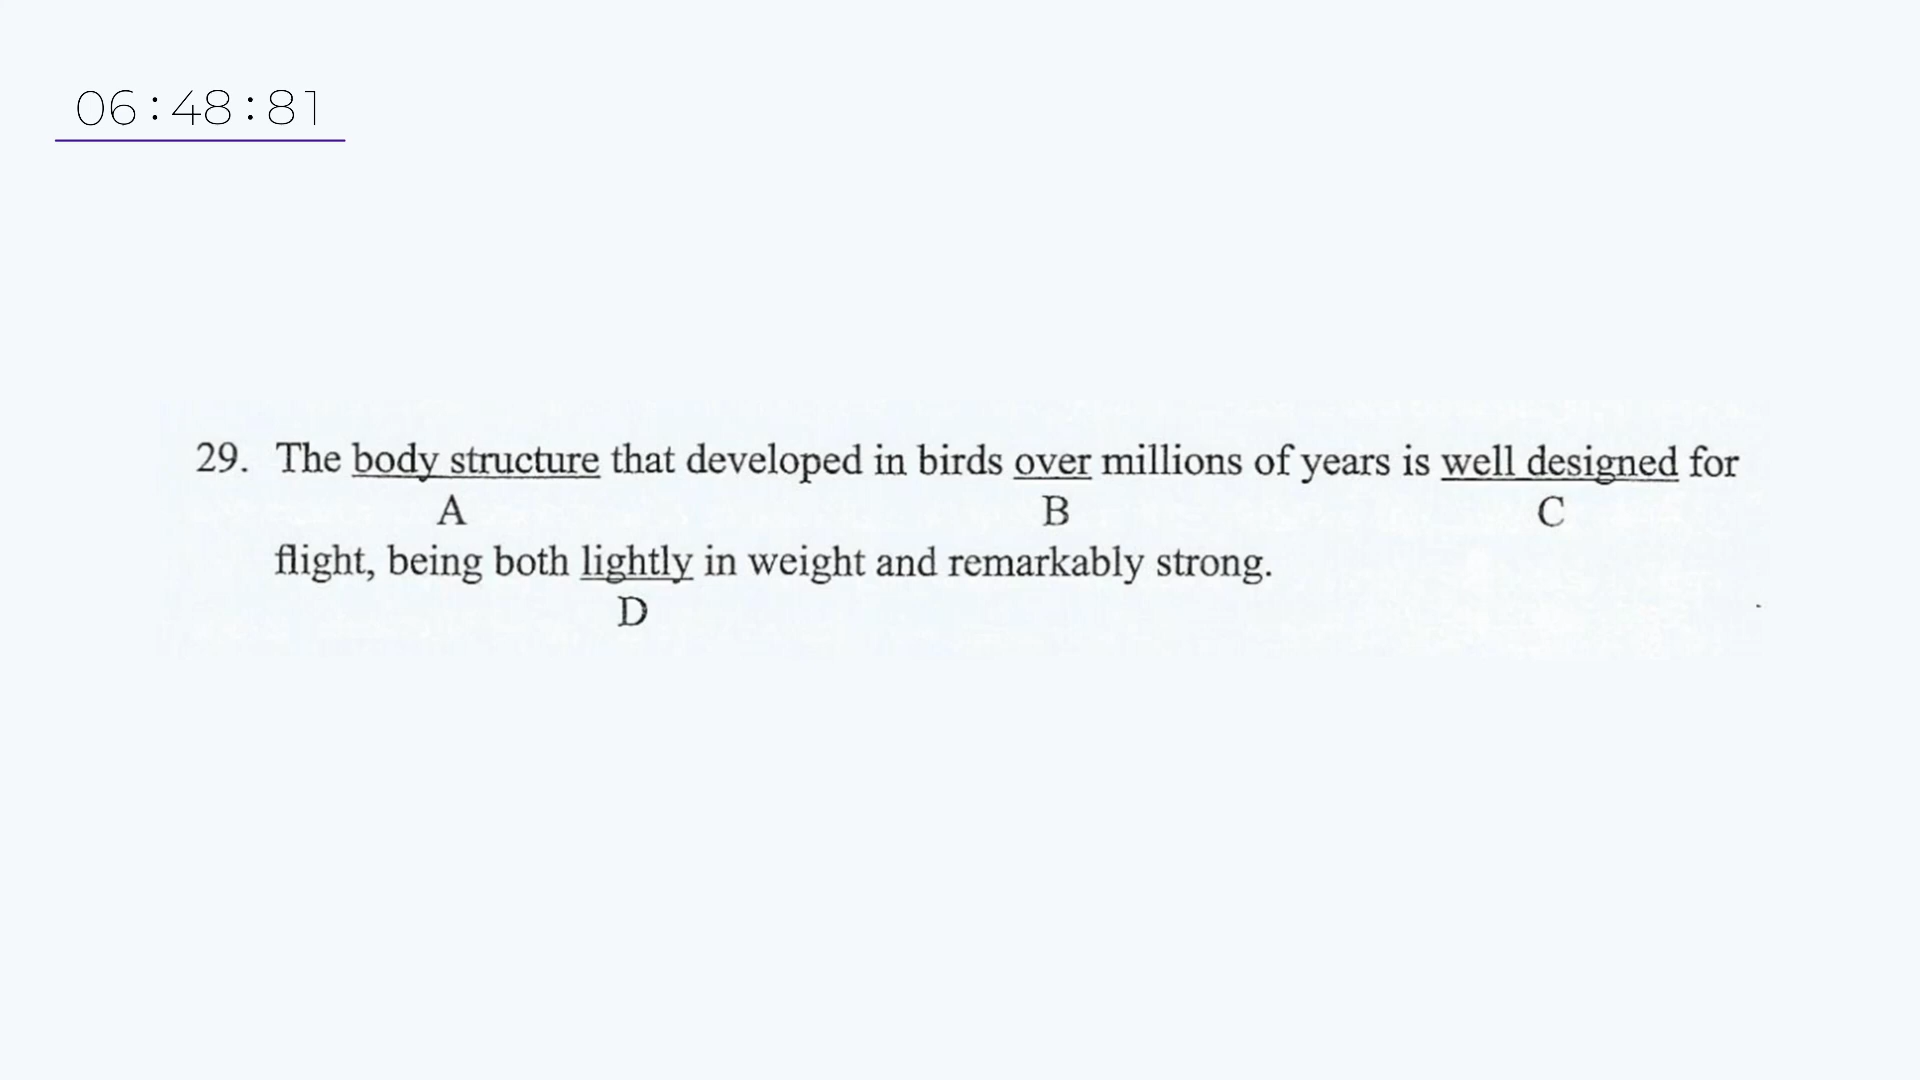 06:48:81
29. The body structure that developed in birds over millions of years is well designed for
A B C
flight, being both lightly in weight and remarkably strong.
D